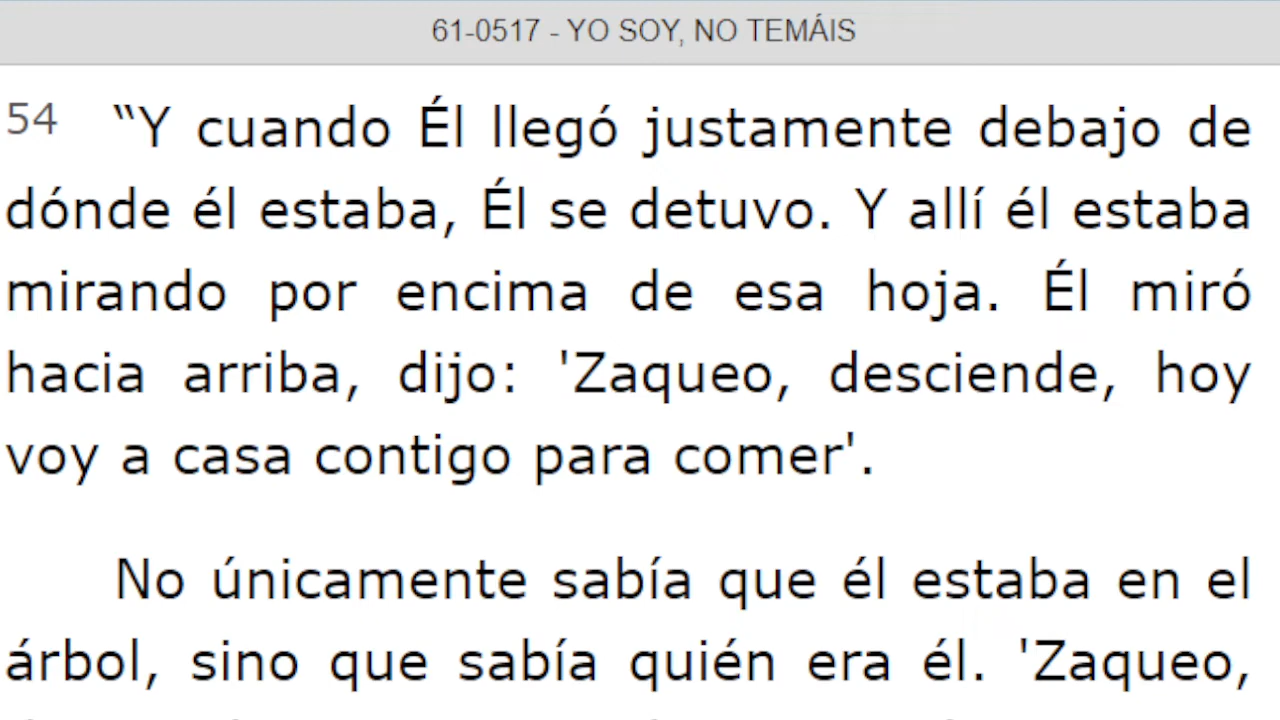 61-0517 - YO SOY, NO TEMÁIS
54 “Y cuando Él llegó justamente debajo de
dónde él estaba, Él se detuvo. Y allí él estaba
mirando por encima de esa hoja. Él miró
hacia arriba, dijo: 'Zaqueo, desciende, hoy
voy a casa contigo para comer'.
No únicamente sabía que él estaba en el
árbol, sino que sabía quién era él. 'Zaqueo,